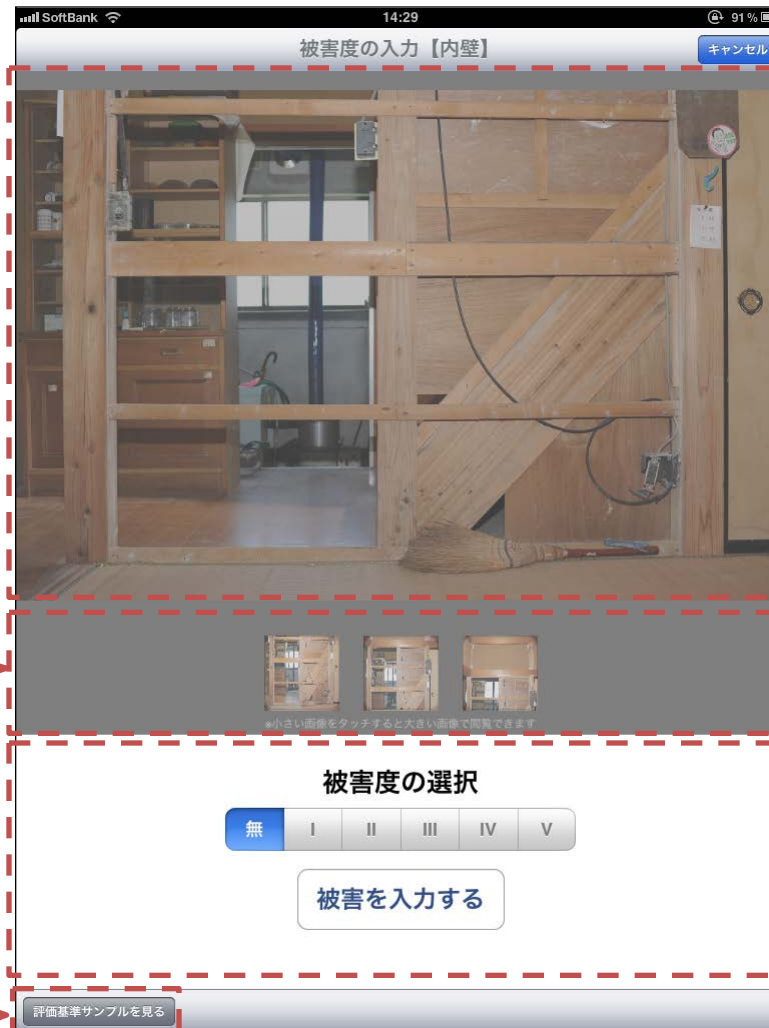 SoftBank 14:29 91%
被害度の入力【内壁】
キャンセル
※小さい画像をタッチすると大きい画像で閲覧できます
被害度の選択
無 I II III IV V
被害を入力する
評価基準サンプルを見る